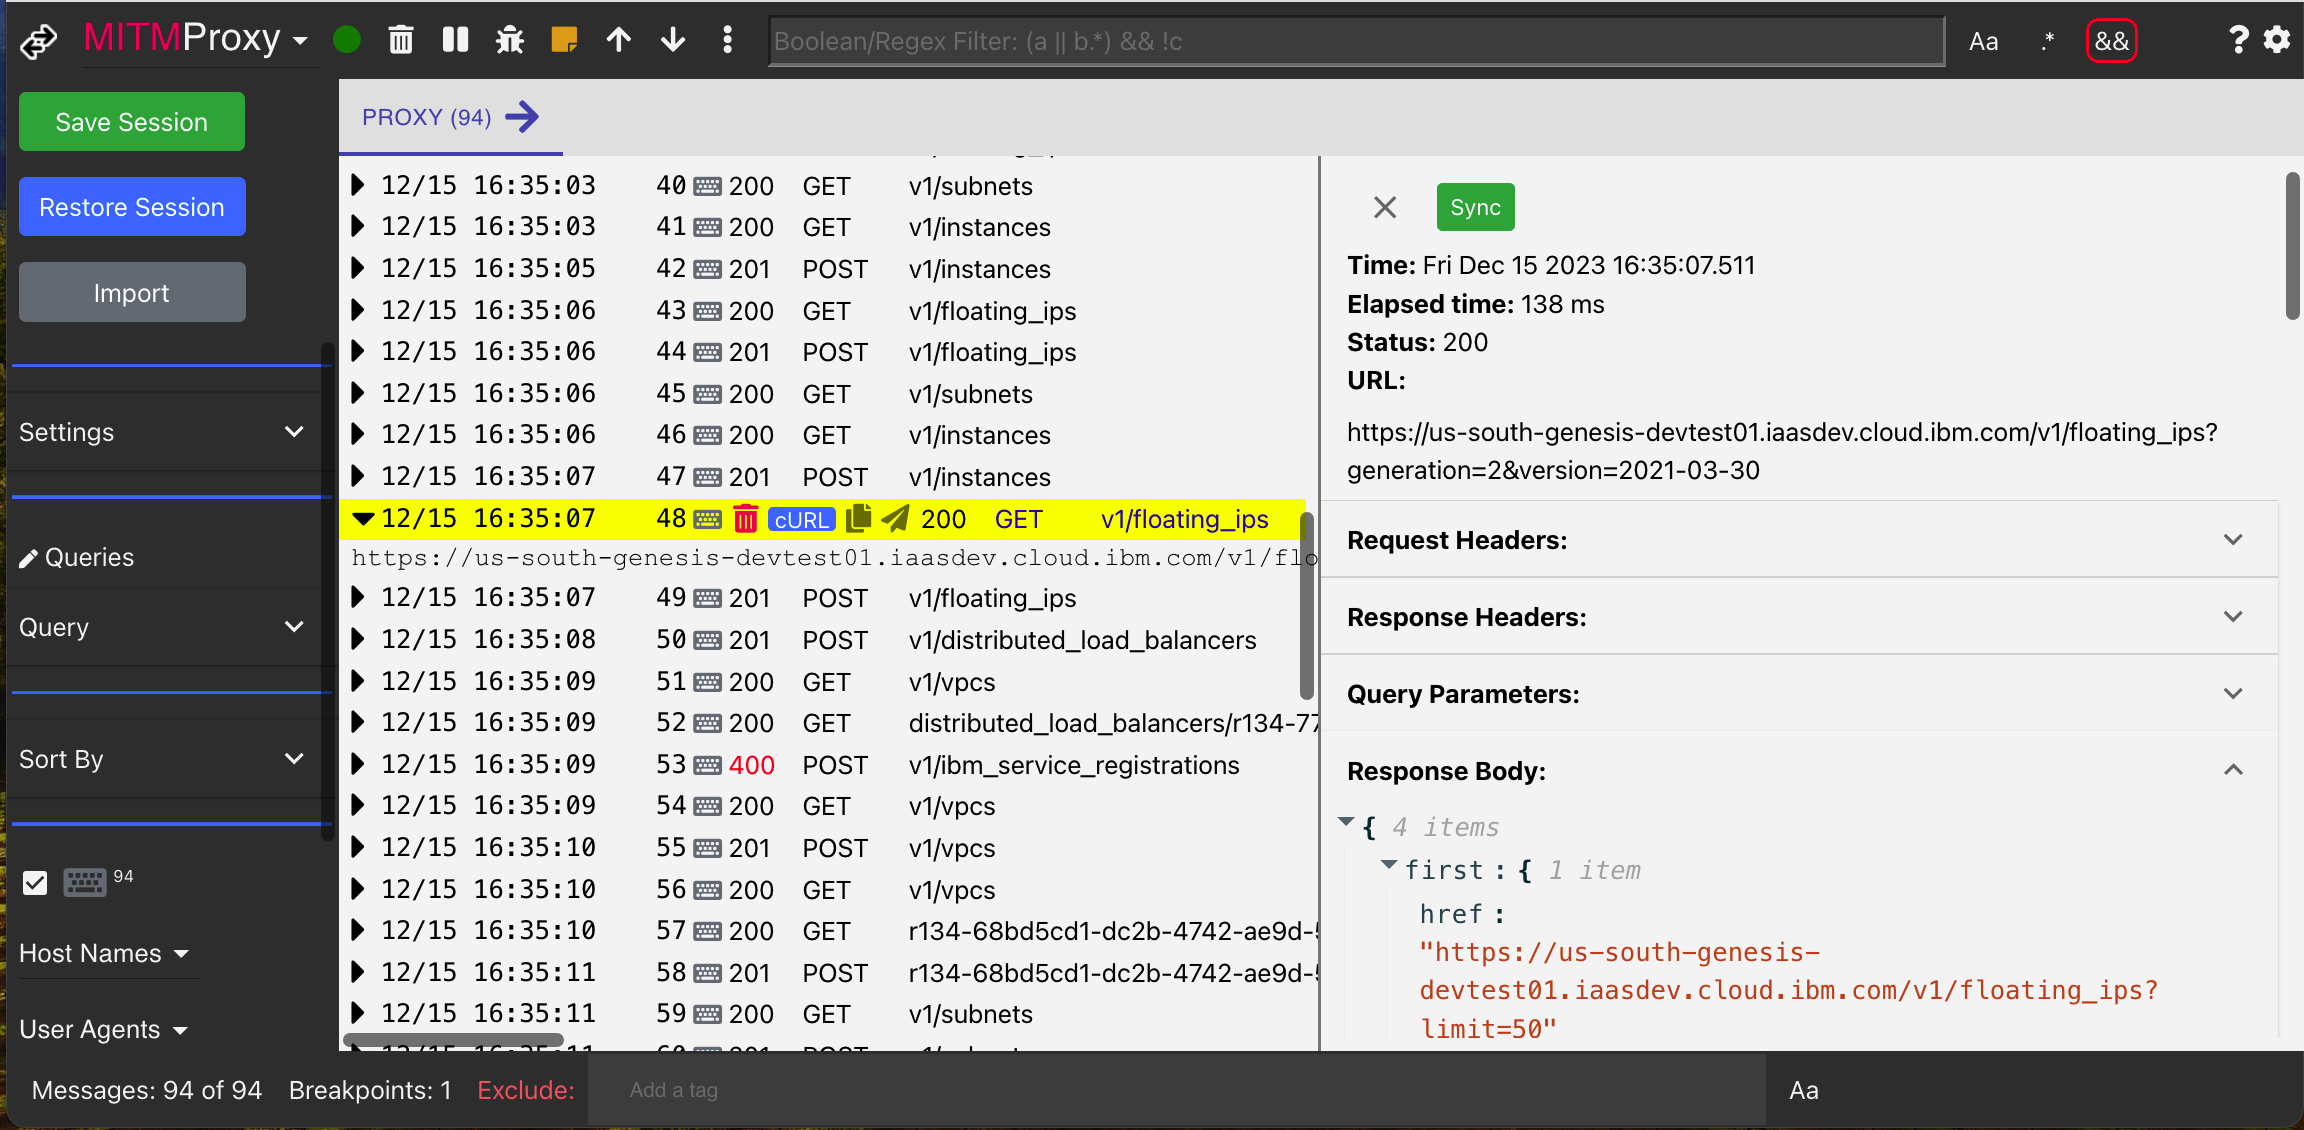 MITMProxy
Boolean/Regex Filter: (a || b.*) && !c
Aa
.*
&&
?
Save Session
Restore Session
Import
Settings
Queries
Query
Sort By
94
Host Names
User Agents
PROXY (94)
12/15 16:35:03 40 200 GET v1/subnets
12/15 16:35:03 41 200 GET v1/instances
12/15 16:35:05 42 201 POST v1/instances
12/15 16:35:06 43 200 GET v1/floating_ips
12/15 16:35:06 44 201 POST v1/floating_ips
12/15 16:35:06 45 200 GET v1/subnets
12/15 16:35:06 46 200 GET v1/instances
12/15 16:35:07 47 201 POST v1/instances
12/15 16:35:07 48 cURL 200 GET v1/floating_ips
https://us-south-genesis-devtest01.iaasdev.cloud.ibm.com/v1/flo
12/15 16:35:07 49 201 POST v1/floating_ips
12/15 16:35:08 50 201 POST v1/distributed_load_balancers
12/15 16:35:09 51 200 GET v1/vpcs
12/15 16:35:09 52 200 GET distributed_load_balancers/r134-77
12/15 16:35:09 53 400 POST v1/ibm_service_registrations
12/15 16:35:09 54 200 GET v1/vpcs
12/15 16:35:10 55 201 POST v1/vpcs
12/15 16:35:10 56 200 GET v1/vpcs
12/15 16:35:10 57 200 GET r134-68bd5cd1-dc2b-4742-ae9d-5
12/15 16:35:11 58 201 POST r134-68bd5cd1-dc2b-4742-ae9d-5
12/15 16:35:11 59 200 GET v1/subnets
Sync
Time: Fri Dec 15 2023 16:35:07.511
Elapsed time: 138 ms
Status: 200
URL:
https://us-south-genesis-devtest01.iaasdev.cloud.ibm.com/v1/floating_ips?
generation=2&version=2021-03-30
Request Headers:
Response Headers:
Query Parameters:
Response Body:
{ 4 items
first : { 1 item
href :
"https://us-south-genesis-
devtest01.iaasdev.cloud.ibm.com/v1/floating_ips?
limit=50"
Messages: 94 of 94
Breakpoints: 1
Exclude:
Add a tag
Aa